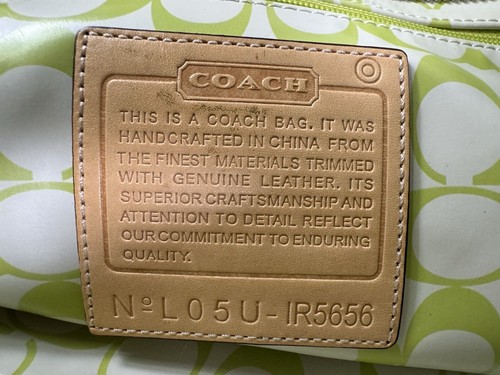 COACH
THIS IS A COACH BAG. IT WAS
HANDCRAFTED IN CHINA FROM
THE FINEST MATERIALS TRIMMED
WITH GENUINE LEATHER. ITS
SUPERIOR CRAFTSMANSHIP AND
ATTENTION TO DETAIL REFLECT
OUR COMMITMENT TO ENDURING
QUALITY.
Nº L05U-IR5656